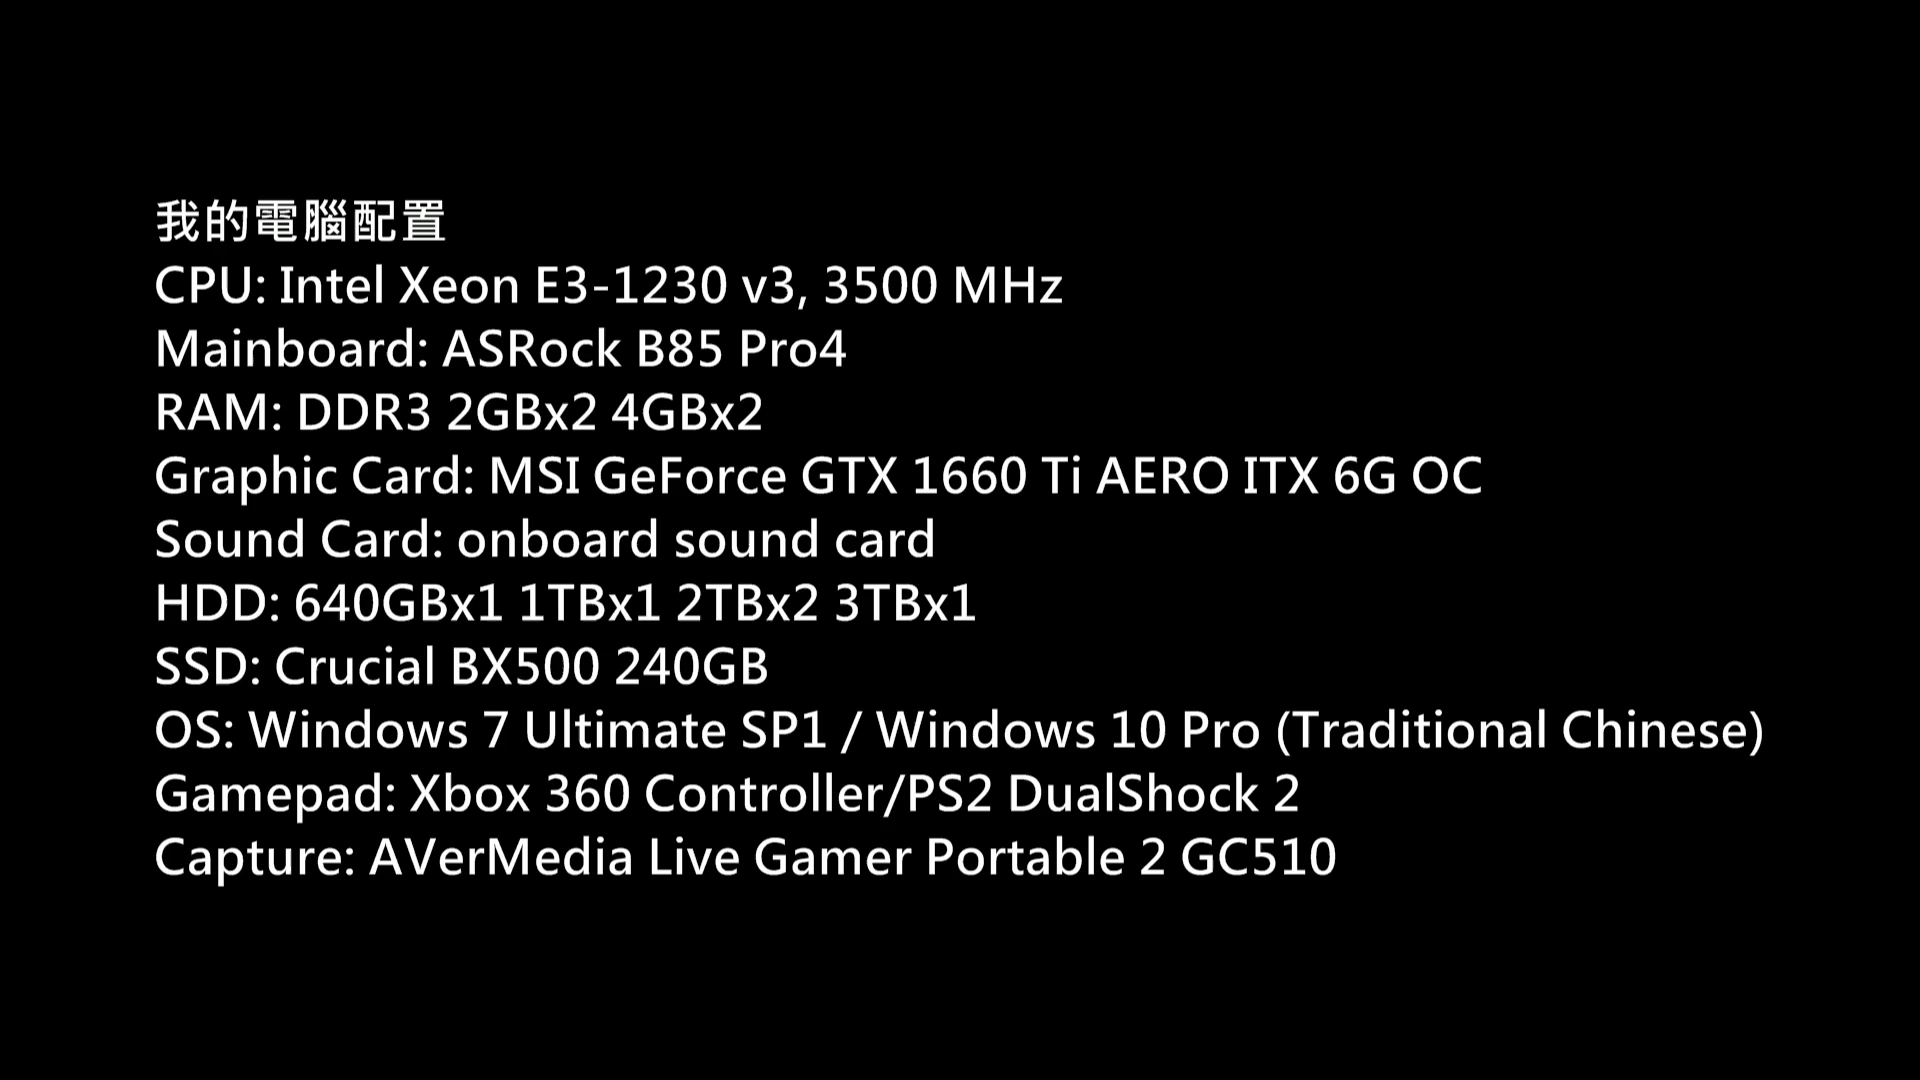 我的電腦配置
CPU: Intel Xeon E3-1230 v3, 3500 MHz
Mainboard: ASRock B85 Pro4
RAM: DDR3 2GBx2 4GBx2
Graphic Card: MSI GeForce GTX 1660 Ti AERO ITX 6G OC
Sound Card: onboard sound card
HDD: 640GBx1 1TBx1 2TBx2 3TBx1
SSD: Crucial BX500 240GB
OS: Windows 7 Ultimate SP1 / Windows 10 Pro (Traditional Chinese)
Gamepad: Xbox 360 Controller/PS2 DualShock 2
Capture: AVerMedia Live Gamer Portable 2 GC510